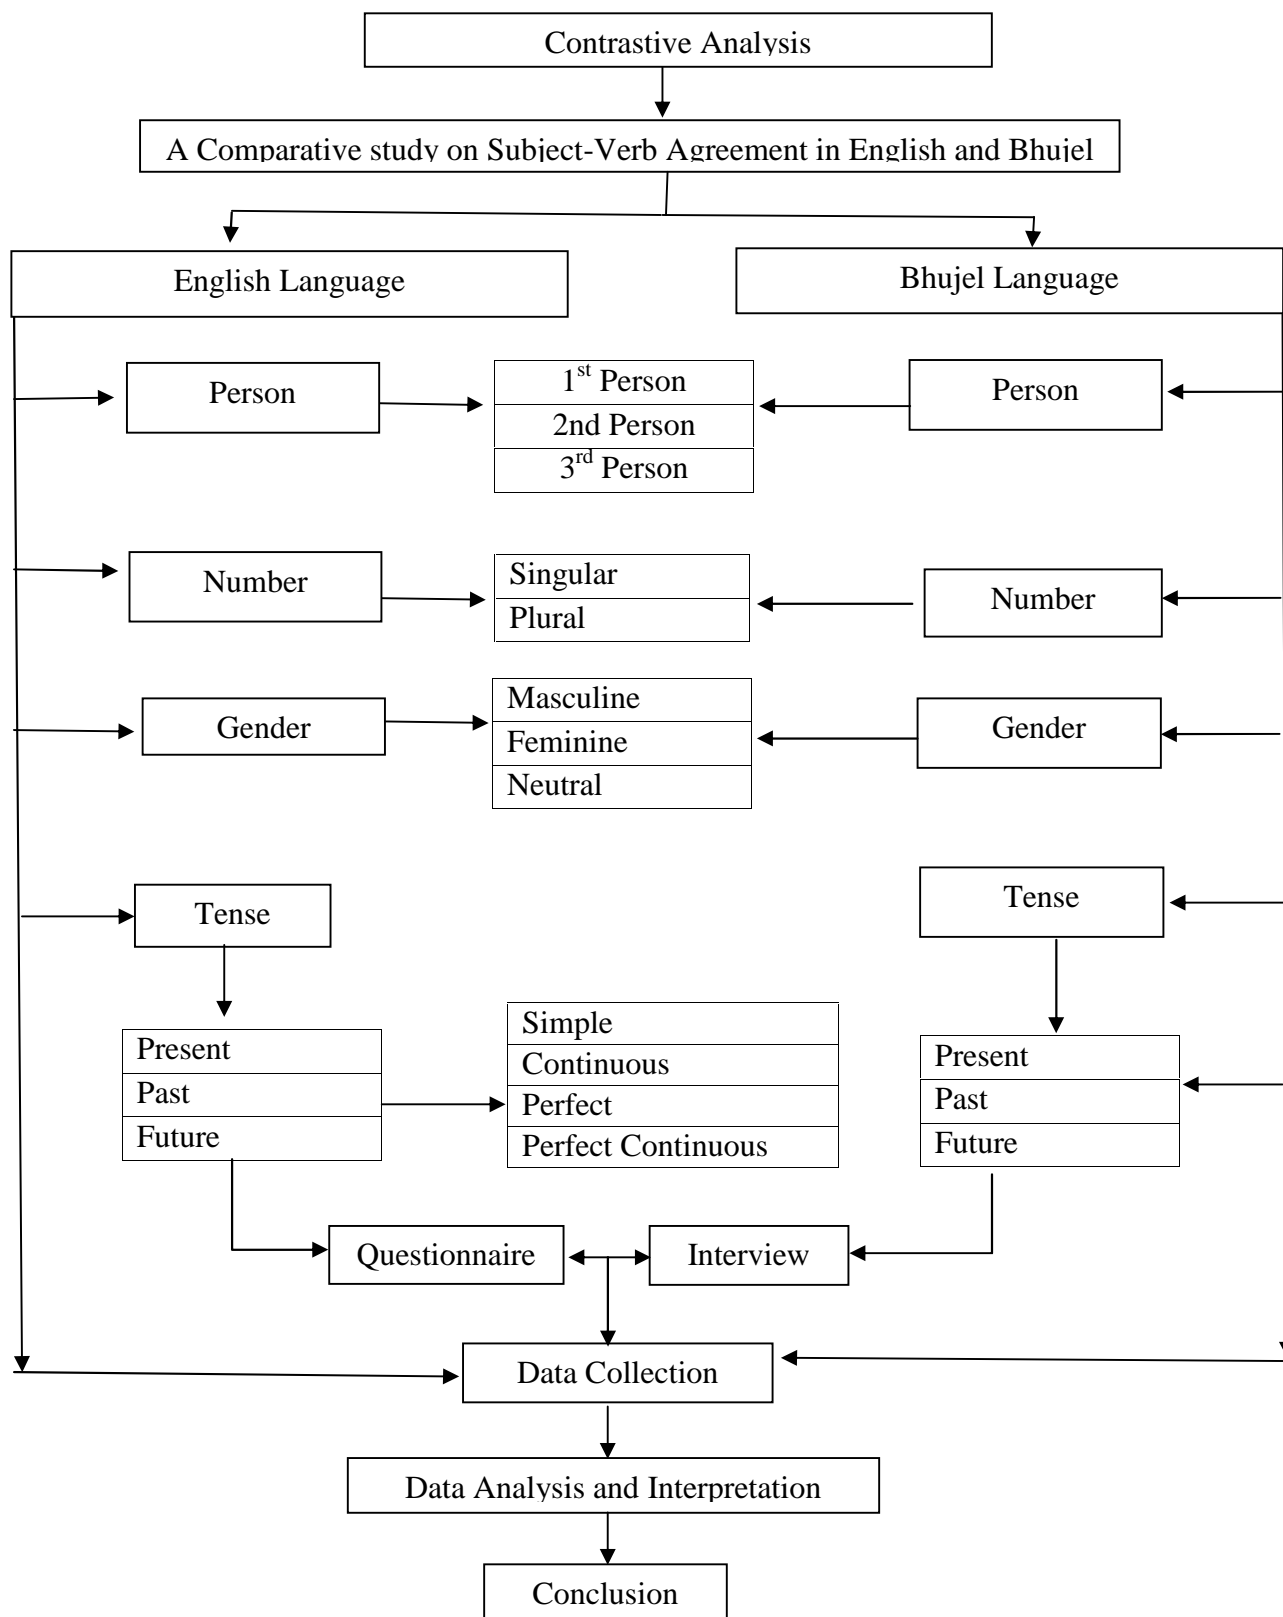 Contrastive Analysis
A Comparative study on Subject-Verb Agreement in English and Bhujel
English Language
Bhujel Language
Person
1st Person
2nd Person
3rd Person
Person
Number
Singular
Plural
Number
Gender
Masculine
Feminine
Neutral
Gender
Tense
Tense
Present
Past
Future
Simple
Continuous
Perfect
Perfect Continuous
Present
Past
Future
Questionnaire
Interview
Data Collection
Data Analysis and Interpretation
Conclusion